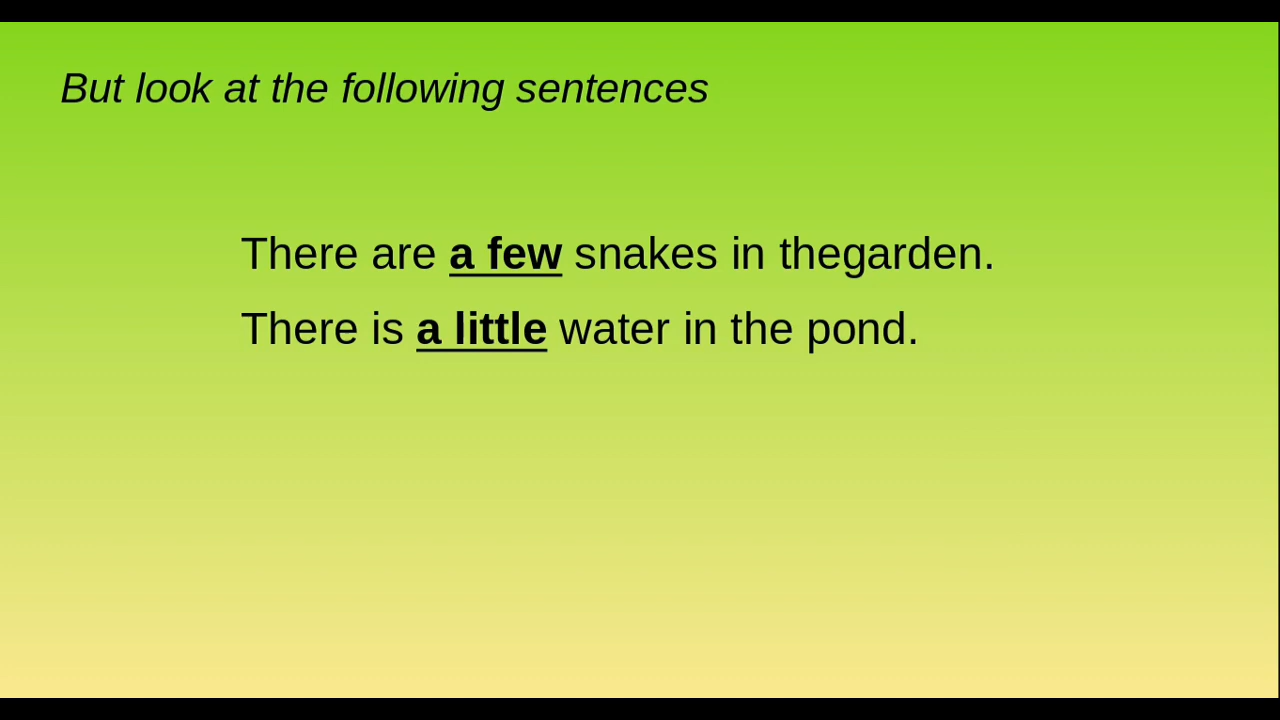 But look at the following sentences
There are a few snakes in thegarden.
There is a little water in the pond.